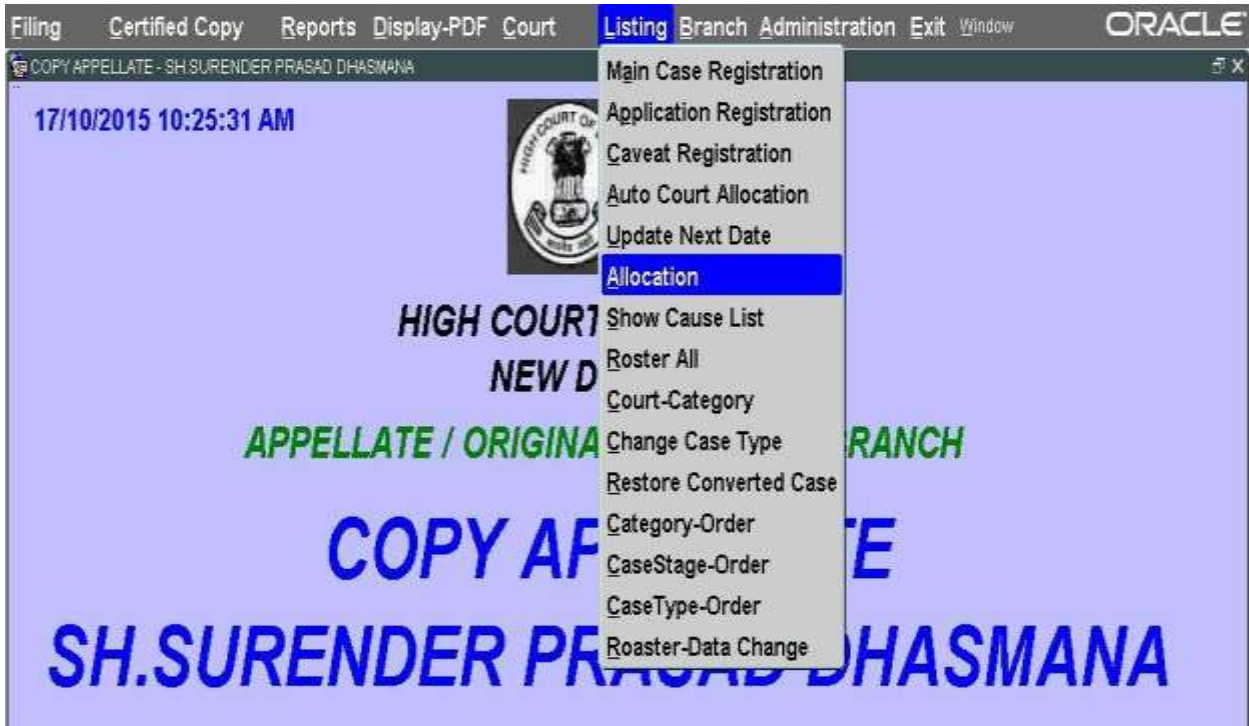 Filing Certified Copy Reports Display-PDF Court Listing Branch Administration Exit Window ORACLE
COPY APPELLATE - SH.SURENDER PRASAD DHASMANA
17/10/2015 10:25:31 AM
Main Case Registration
Application Registration
Caveat Registration
Auto Court Allocation
Update Next Date
Allocation
Show Cause List
Roster All
Court-Category
Change Case Type
Restore Converted Case
Category-Order
CaseStage-Order
CaseType-Order
Roaster-Data Change
HIGH COURT
NEW D
APPELLATE / ORIGINA RANCH
COPY AP E
SH.SURENDER PRASAD DHASMANA